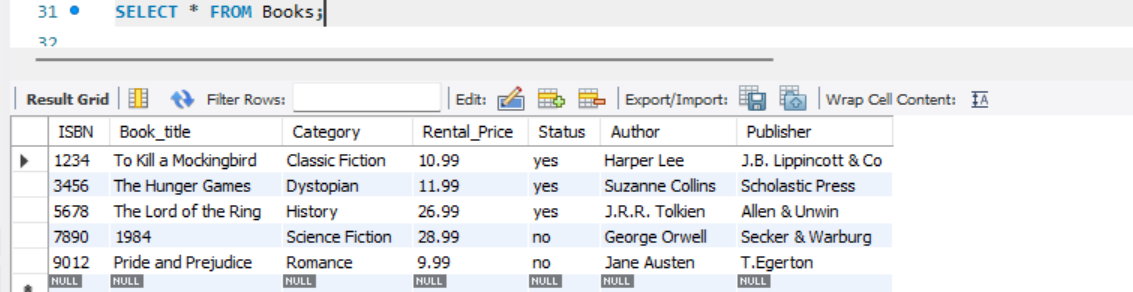 31 SELECT * FROM Books;
32
Result Grid Filter Rows: Edit: Export/Import: Wrap Cell Content:
ISBN Book_title Category Rental_Price Status Author Publisher
1234 To Kill a Mockingbird Classic Fiction 10.99 yes Harper Lee J.B. Lippincott & Co
3456 The Hunger Games Dystopian 11.99 yes Suzanne Collins Scholastic Press
5678 The Lord of the Ring History 26.99 yes J.R.R. Tolkien Allen & Unwin
7890 1984 Science Fiction 28.99 no George Orwell Secker & Warburg
9012 Pride and Prejudice Romance 9.99 no Jane Austen T.Egerton
NULL NULL NULL NULL NULL NULL NULL